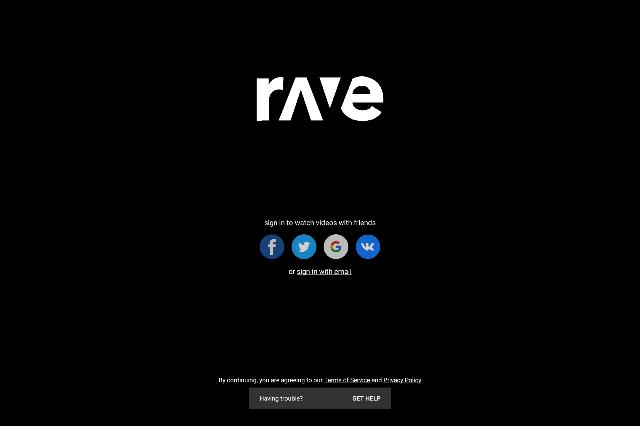 rave
sign in to watch videos with friends
or sign in with email
By continuing, you are agreeing to our Terms of Service and Privacy Policy
Having trouble? GET HELP